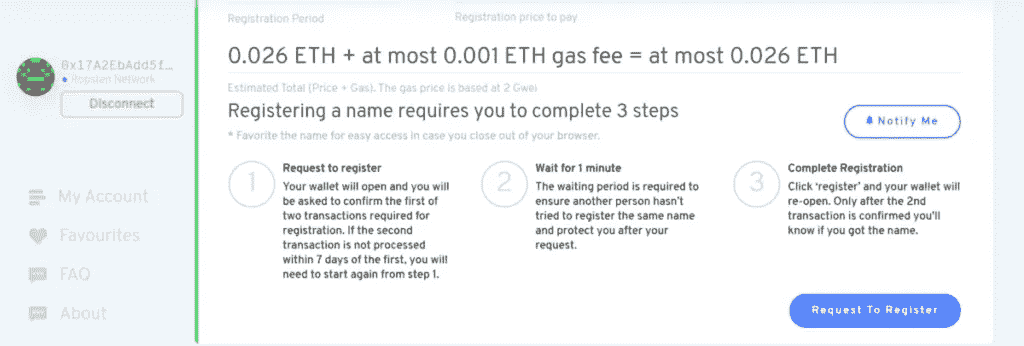 Registration Period
Registration price to pay
0.026 ETH + at most 0.001 ETH gas fee = at most 0.026 ETH
Estimated Total (Price + Gas). The gas price is based at 2 Gwei
Registering a name requires you to complete 3 steps
* Favorite the name for easy access in case you close out of your browser.
Notify Me
0x17A2EbAdd5f...
Ropsten Network
Disconnect
My Account
Favourites
FAQ
About
1
Request to register
Your wallet will open and you will
be asked to confirm the first of
two transactions required for
registration. If the second
transaction is not processed
within 7 days of the first, you will
need to start again from step 1.
2
Wait for 1 minute
The waiting period is required to
ensure another person hasn't
tried to register the same name
and protect you after your
request.
3
Complete Registration
Click 'register' and your wallet will
re-open. Only after the 2nd
transaction is confirmed you'll
know if you got the name.
Request To Register